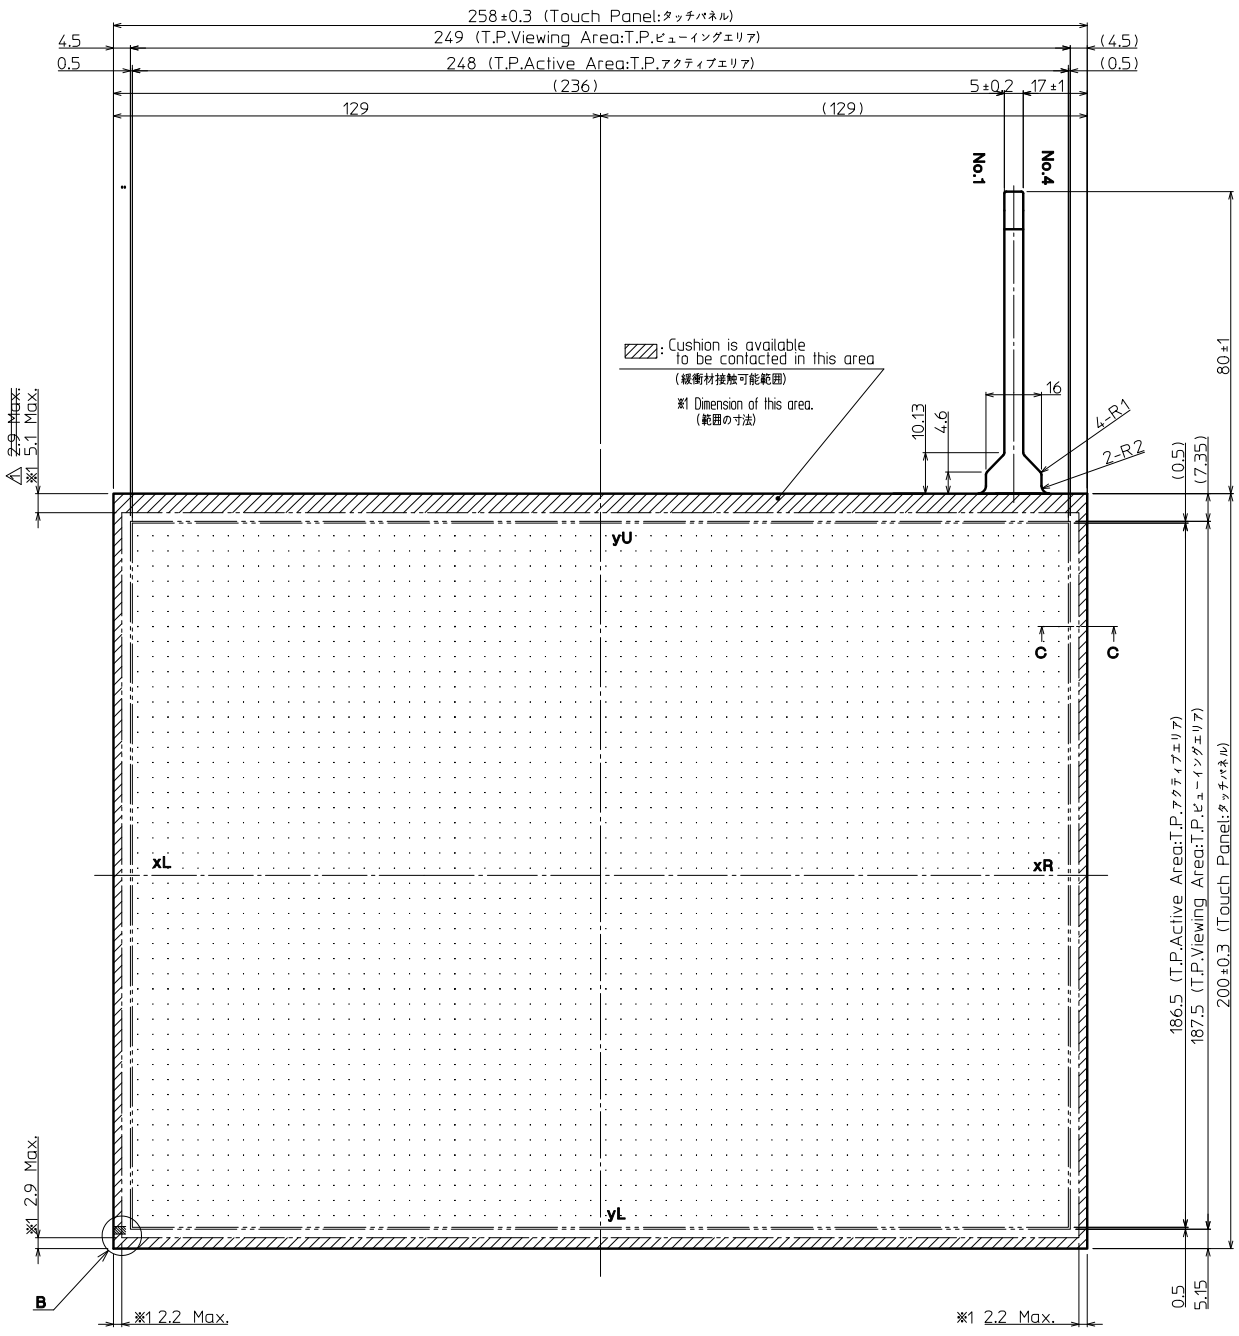 258±0.3 (Touch Panel:タッチパネル)
4.5
249 (T.P.Viewing Area:T.P.ビューイングエリア)
(4.5)
0.5
248 (T.P.Active Area:T.P.アクティブエリア)
(0.5)
(236)
5±0.2
17±1
129
(129)
No.1
No.4
80±1
: Cushion is available
to be contacted in this area
(緩衝材接触可能範囲)
※1 Dimension of this area.
(範囲の寸法)
16
4-R1
2-R2
10.13
4.6
(0.5)
(7.35)
2.9 Max.
※1 5.1 Max.
yU
C
C
xL
xR
186.5 (T.P.Active Area:T.P.アクティブエリア)
187.5 (T.P.Viewing Area:T.P.ビューイングエリア)
200±0.3 (Touch Panel:タッチパネル)
※1 2.9 Max.
yL
B
※1 2.2 Max.
※1 2.2 Max.
0.5
5.15